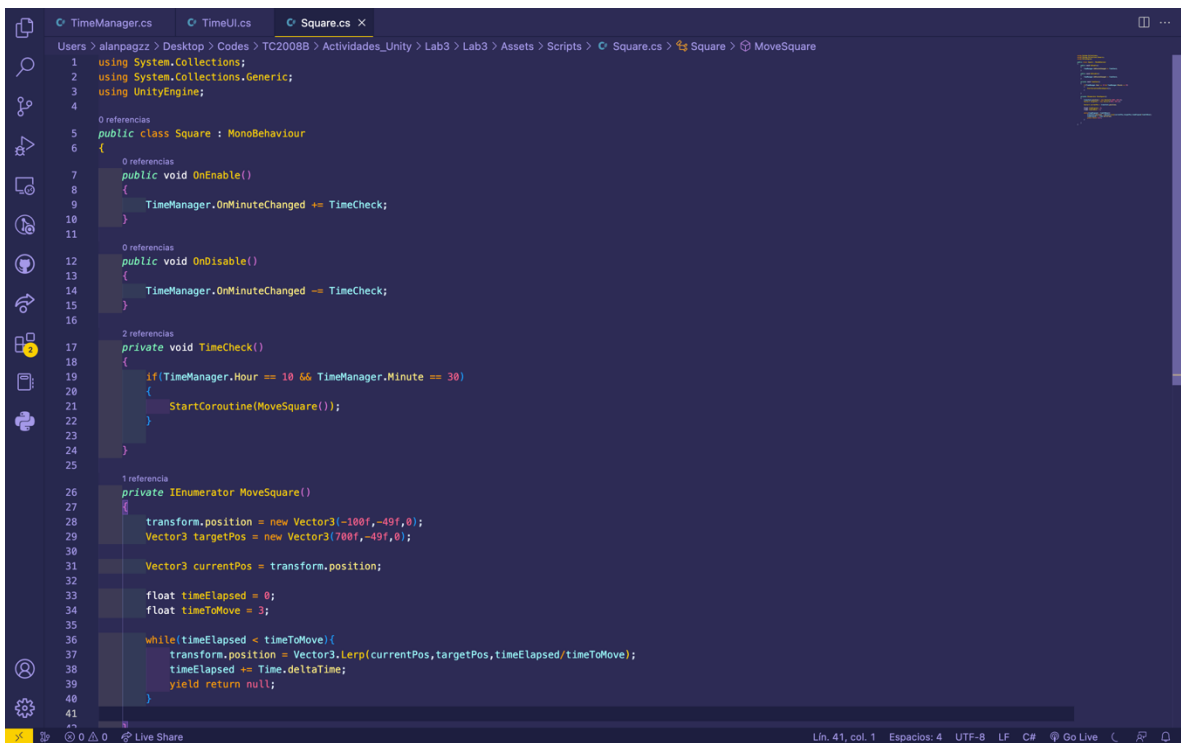 TimeManager.cs TimeUI.cs Square.cs ×
Users > alanpagzz > Desktop > Codes > TC2008B > Actividades_Unity > Lab3 > Lab3 > Assets > Scripts > Square.cs > Square > MoveSquare
1 using System.Collections;
2 using System.Collections.Generic;
3 using UnityEngine;
4
0 referencias
5 public class Square : MonoBehaviour
6 {
0 referencias
7 public void OnEnable()
8 {
9 TimeManager.OnMinuteChanged += TimeCheck;
10 }
11
0 referencias
12 public void OnDisable()
13 {
14 TimeManager.OnMinuteChanged -= TimeCheck;
15 }
16
2 referencias
17 private void TimeCheck()
18 {
19 if(TimeManager.Hour == 10 && TimeManager.Minute == 30)
20 {
21 StartCoroutine(MoveSquare());
22 }
23
24 }
25
1 referencia
26 private IEnumerator MoveSquare()
27 {
28 transform.position = new Vector3(-100f,-49f,0);
29 Vector3 targetPos = new Vector3(700f,-49f,0);
30
31 Vector3 currentPos = transform.position;
32
33 float timeElapsed = 0;
34 float timeToMove = 3;
35
36 while(timeElapsed < timeToMove){
37 transform.position = Vector3.Lerp(currentPos,targetPos,timeElapsed/timeToMove);
38 timeElapsed += Time.deltaTime;
39 yield return null;
40 }
41
2
0 0 Live Share Lín. 41, col. 1 Espacios: 4 UTF-8 LF C# Go Live